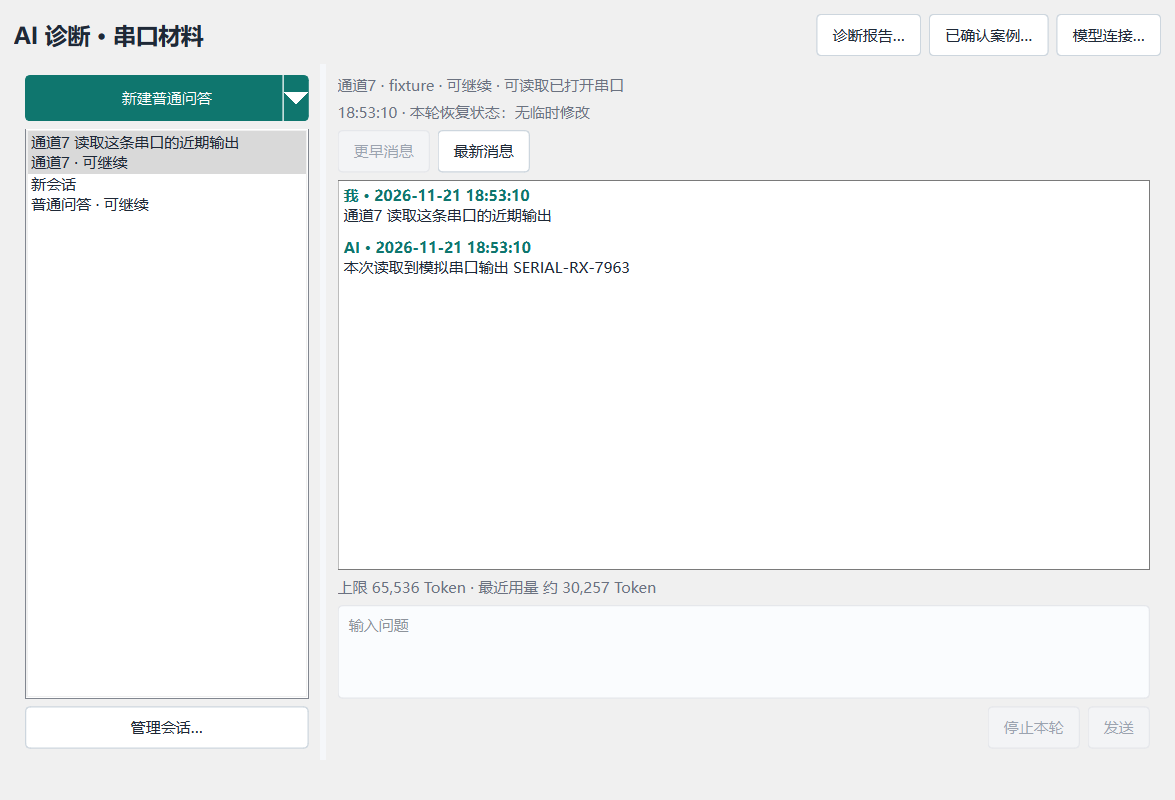 AI 诊断 • 串口材料
诊断报告...
已确认案例...
模型连接...
新建普通问答
通道7 读取这条串口的近期输出
通道7 · 可继续
新会话
普通问答 · 可继续
管理会话...
通道7 · fixture · 可继续 · 可读取已打开串口
18:53:10 · 本轮恢复状态：无临时修改
更早消息
最新消息
我 • 2026-11-21 18:53:10
通道7 读取这条串口的近期输出
AI • 2026-11-21 18:53:10
本次读取到模拟串口输出 SERIAL-RX-7963
上限 65,536 Token · 最近用量 约 30,257 Token
输入问题
停止本轮
发送